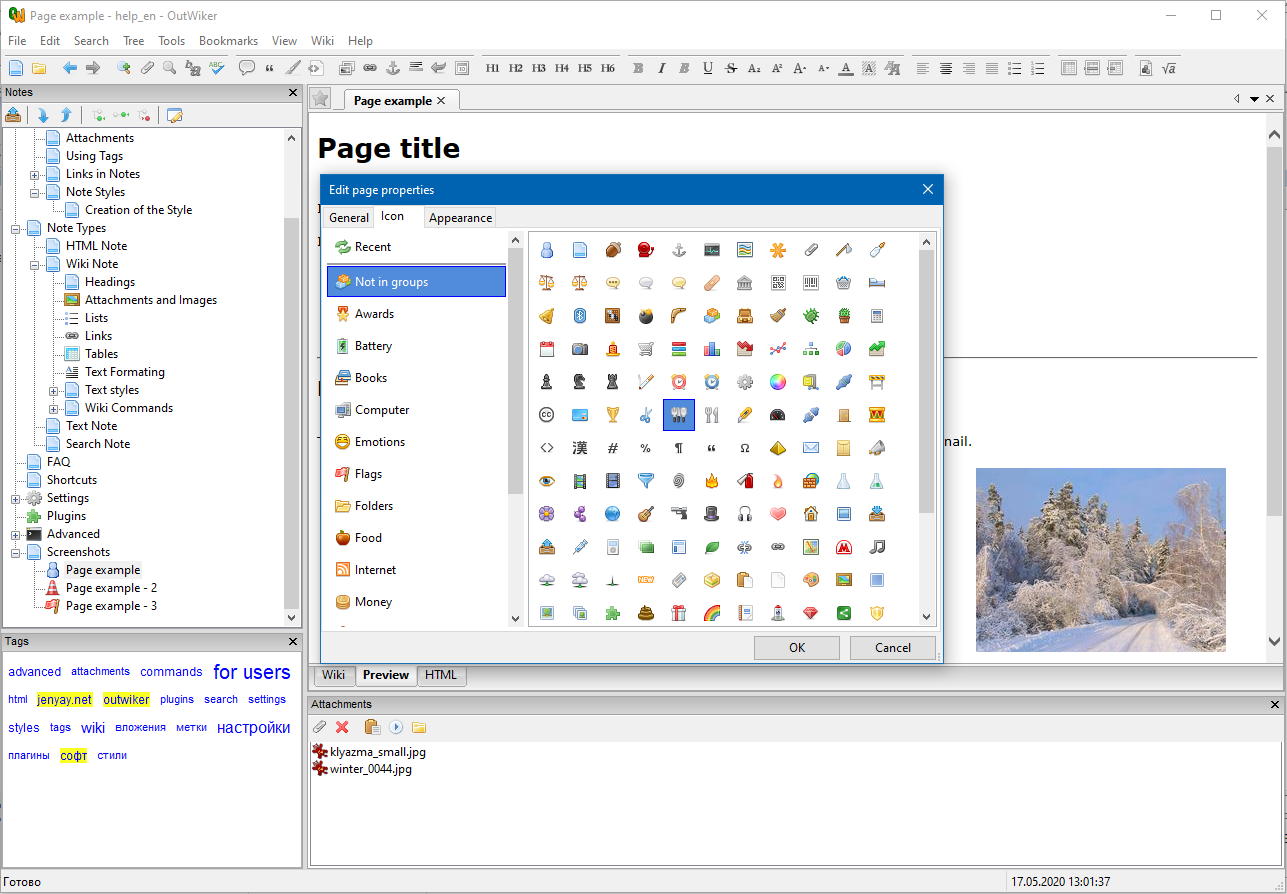 Page example - help_en - OutWiker
File Edit Search Tree Tools Bookmarks View Wiki Help
H1 H2 H3 H4 H5 H6
Notes
Page example
Attachments
Using Tags
Links in Notes
Note Styles
Creation of the Style
Note Types
HTML Note
Wiki Note
Headings
Attachments and Images
Lists
Links
Tables
Text Formating
Text styles
Wiki Commands
Text Note
Search Note
FAQ
Shortcuts
Settings
Plugins
Advanced
Screenshots
Page example
Page example - 2
Page example - 3
Page title
mail.
Edit page properties
General Icon Appearance
Recent
Not in groups
Awards
Battery
Books
Computer
Emotions
Flags
Folders
Food
Internet
Money
OK Cancel
Wiki Preview HTML
Tags
advanced attachments commands for users
html jenyay.net outwiker plugins search settings
styles tags wiki вложения метки настройки
плагины софт стили
Attachments
klyazma_small.jpg
winter_0044.jpg
Готово 17.05.2020 13:01:37